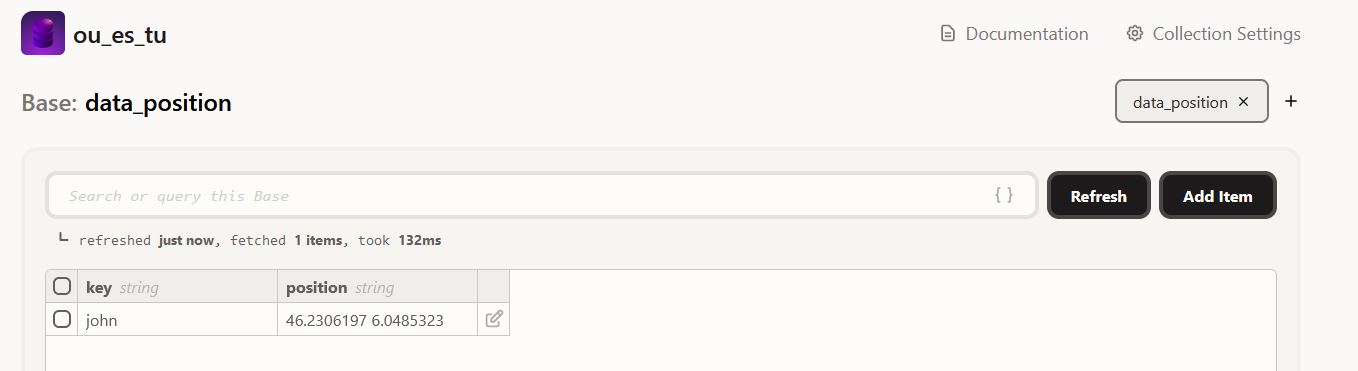 ou_es_tu
Documentation
Collection Settings
Base: data_position
data_position ×
+
Search or query this Base
{ }
Refresh
Add Item
refreshed just now, fetched 1 items, took 132ms
key string position string
john 46.2306197 6.0485323